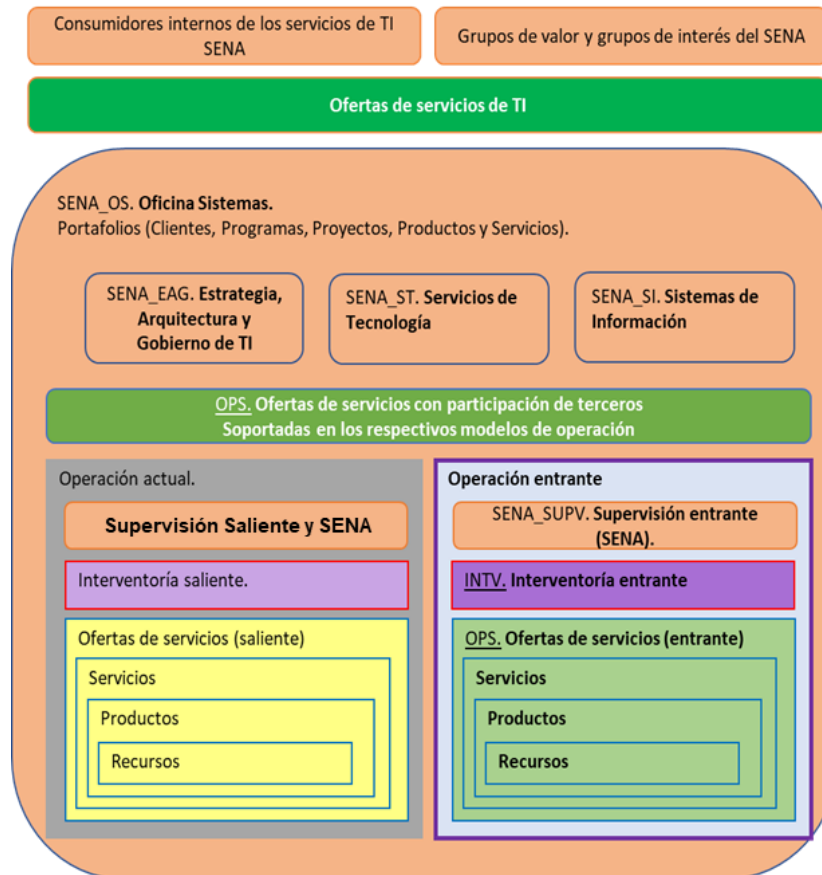 Consumidores internos de los servicios de TI
SENA
Grupos de valor y grupos de interés del SENA
Ofertas de servicios de TI
SENA_OS. Oficina Sistemas.
Portafolios (Clientes, Programas, Proyectos, Productos y Servicios).
SENA_EAG. Estrategia,
Arquitectura y
Gobierno de TI
SENA_ST. Servicios de
Tecnología
SENA_SI. Sistemas de
Información
OPS. Ofertas de servicios con participación de terceros
Soportadas en los respectivos modelos de operación
Operación actual.
Supervisión Saliente y SENA
Interventoría saliente.
Ofertas de servicios (saliente)
Servicios
Productos
Recursos
Operación entrante
SENA_SUPV. Supervisión entrante
(SENA).
INTV. Interventoría entrante
OPS. Ofertas de servicios (entrante)
Servicios
Productos
Recursos